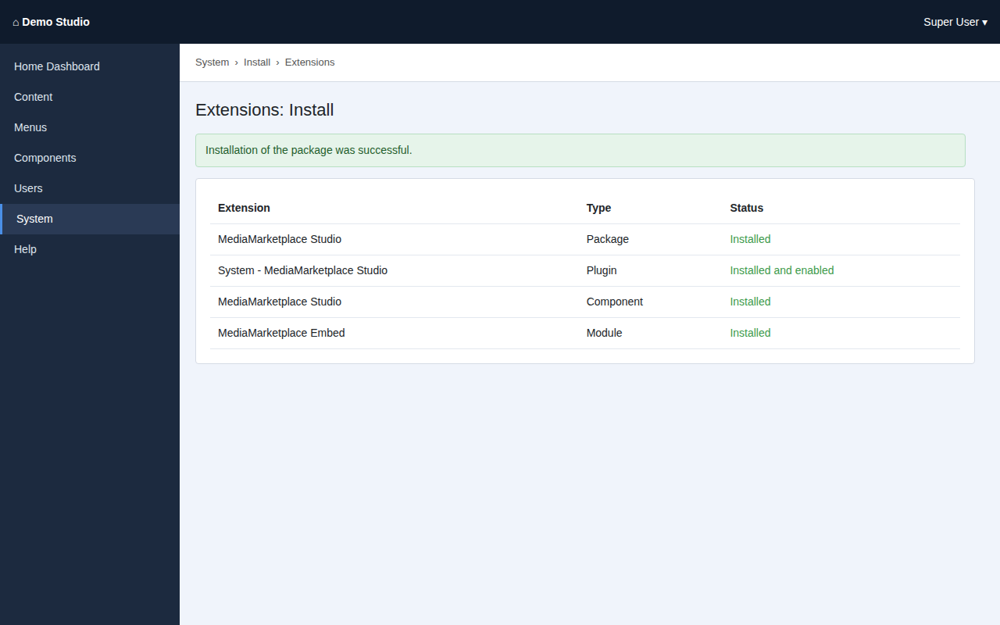 ⌂ Demo Studio
Super User ▾
Home Dashboard
Content
Menus
Components
Users
System
Help
System › Install › Extensions
Extensions: Install
Installation of the package was successful.
Extension Type Status
MediaMarketplace Studio Package Installed
System - MediaMarketplace Studio Plugin Installed and enabled
MediaMarketplace Studio Component Installed
MediaMarketplace Embed Module Installed